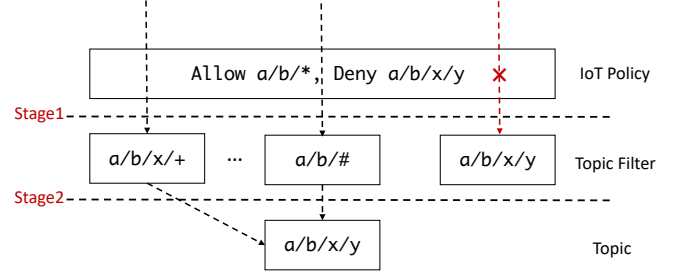 Allow a/b/*, Deny a/b/x/y
IoT Policy
Stage1
a/b/x/+
...
a/b/#
a/b/x/y
Topic Filter
Stage2
a/b/x/y
Topic